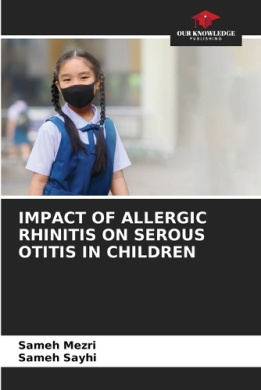 OUR KNOWLEDGE
PUBLISHING
IMPACT OF ALLERGIC
RHINITIS ON SEROUS
OTITIS IN CHILDREN
Sameh Mezri
Sameh Sayhi